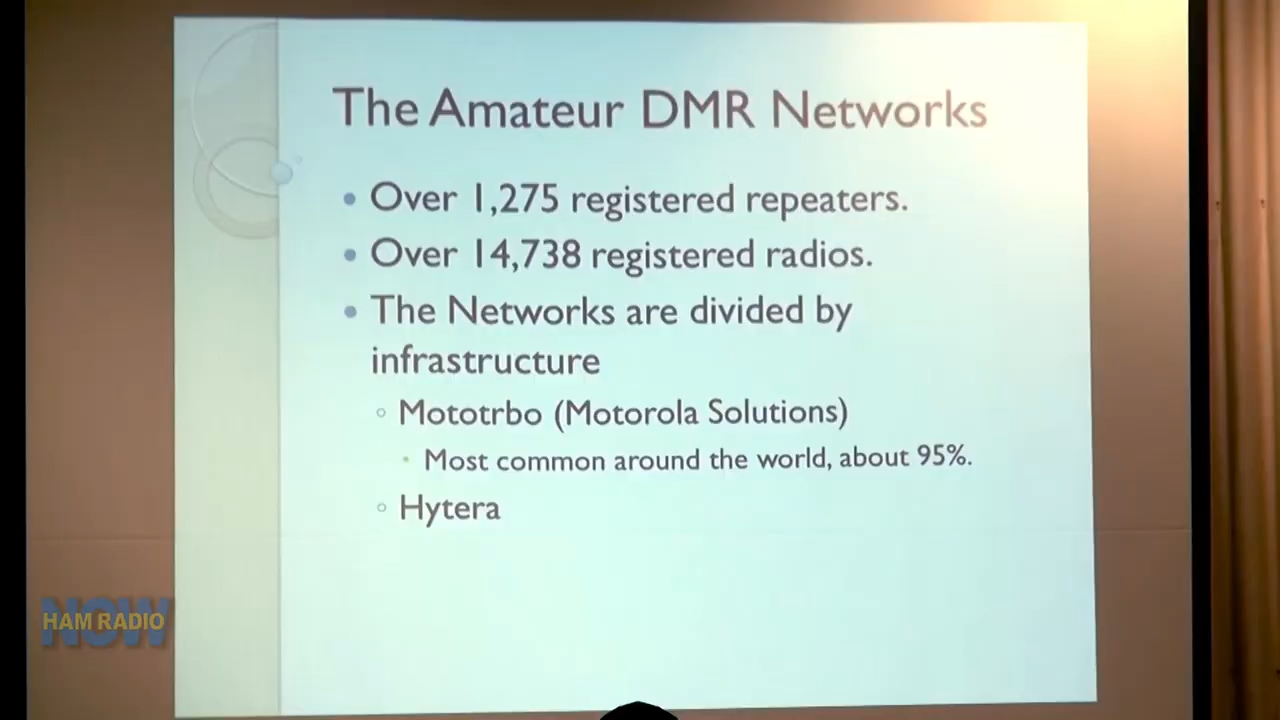 The Amateur DMR Networks
Over 1,275 registered repeaters.
Over 14,738 registered radios.
The Networks are divided by
infrastructure
Mototrbo (Motorola Solutions)
Most common around the world, about 95%.
Hytera
NOW
HAM RADIO